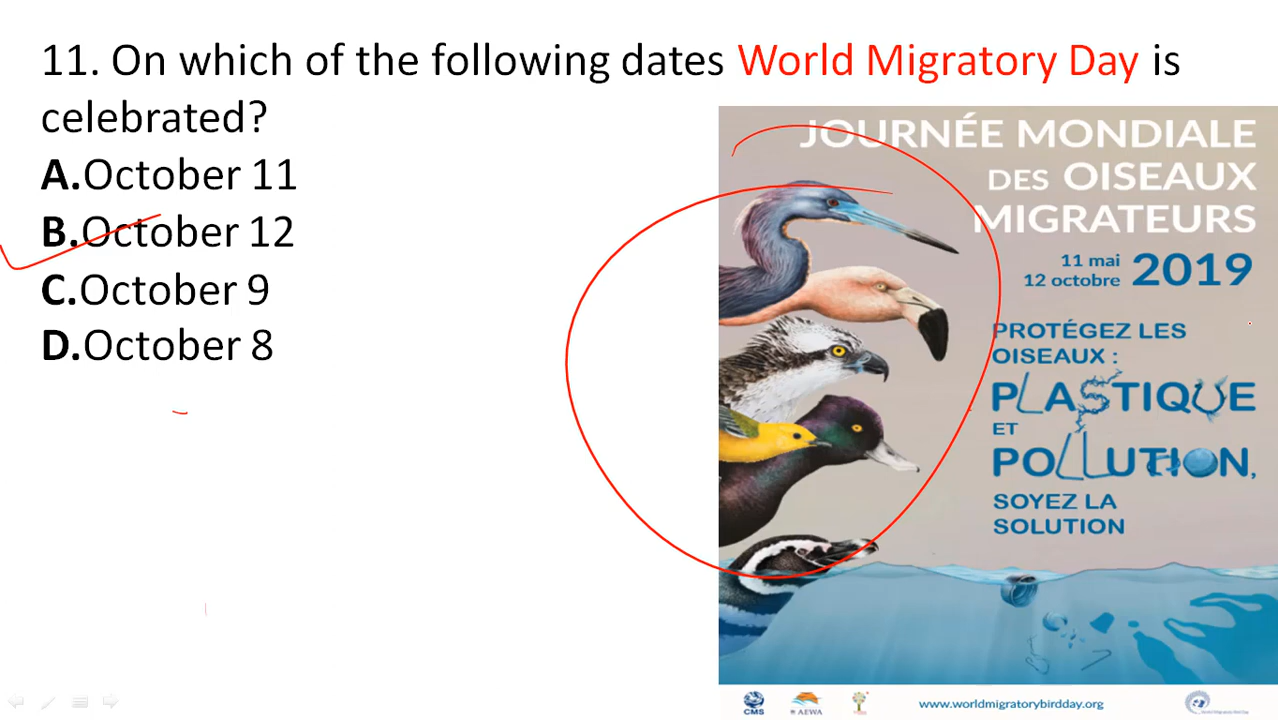 11. On which of the following dates World Migratory Day is
celebrated?
A.October 11
B.October 12
C.October 9
D.October 8
JOURNÉE MONDIALE
DES OISEAUX
MIGRATEURS
11 mai
12 octobre 2019
PROTÉGEZ LES
OISEAUX :
PLASTIQUE
ET
POLLUTION,
SOYEZ LA
SOLUTION
CMS
AEWA
www.worldmigratorybirdday.org